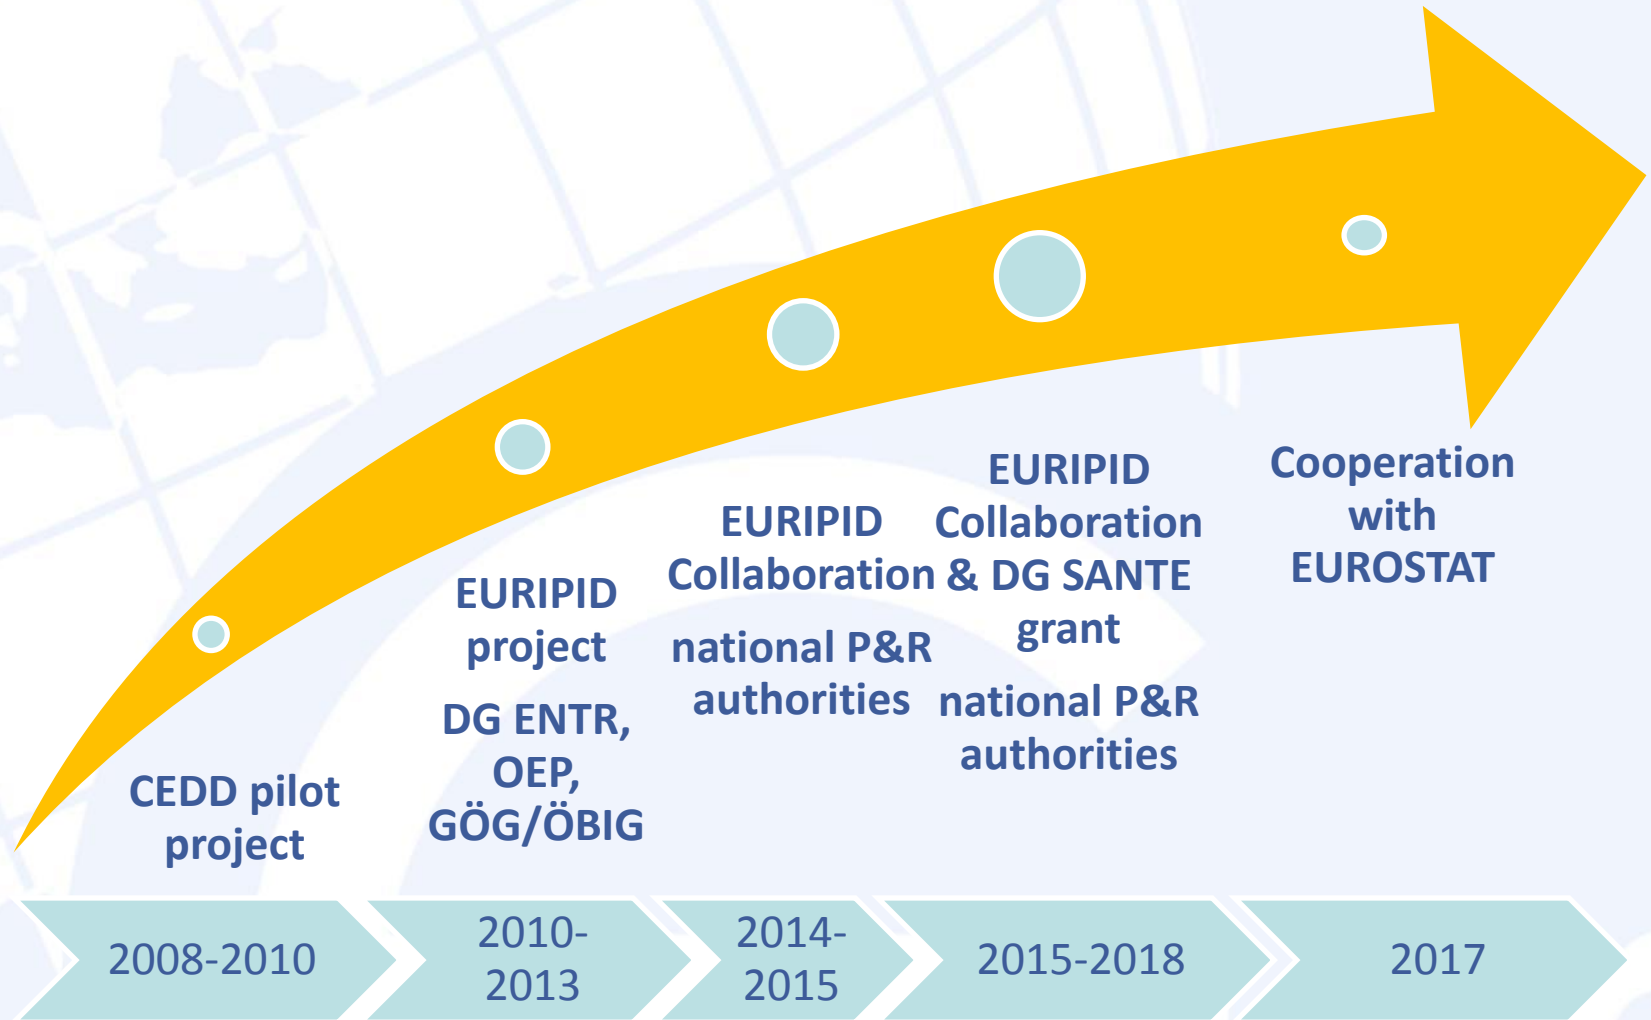 CEDD pilot
project
EURIPID
project
DG ENTR,
OEP,
GÖG/ÖBIG
EURIPID
Collaboration
national P&R
authorities
EURIPID
Collaboration
& DG SANTE
grant
national P&R
authorities
Cooperation
with
EUROSTAT
2008-2010
2010-
2013
2014-
2015
2015-2018
2017